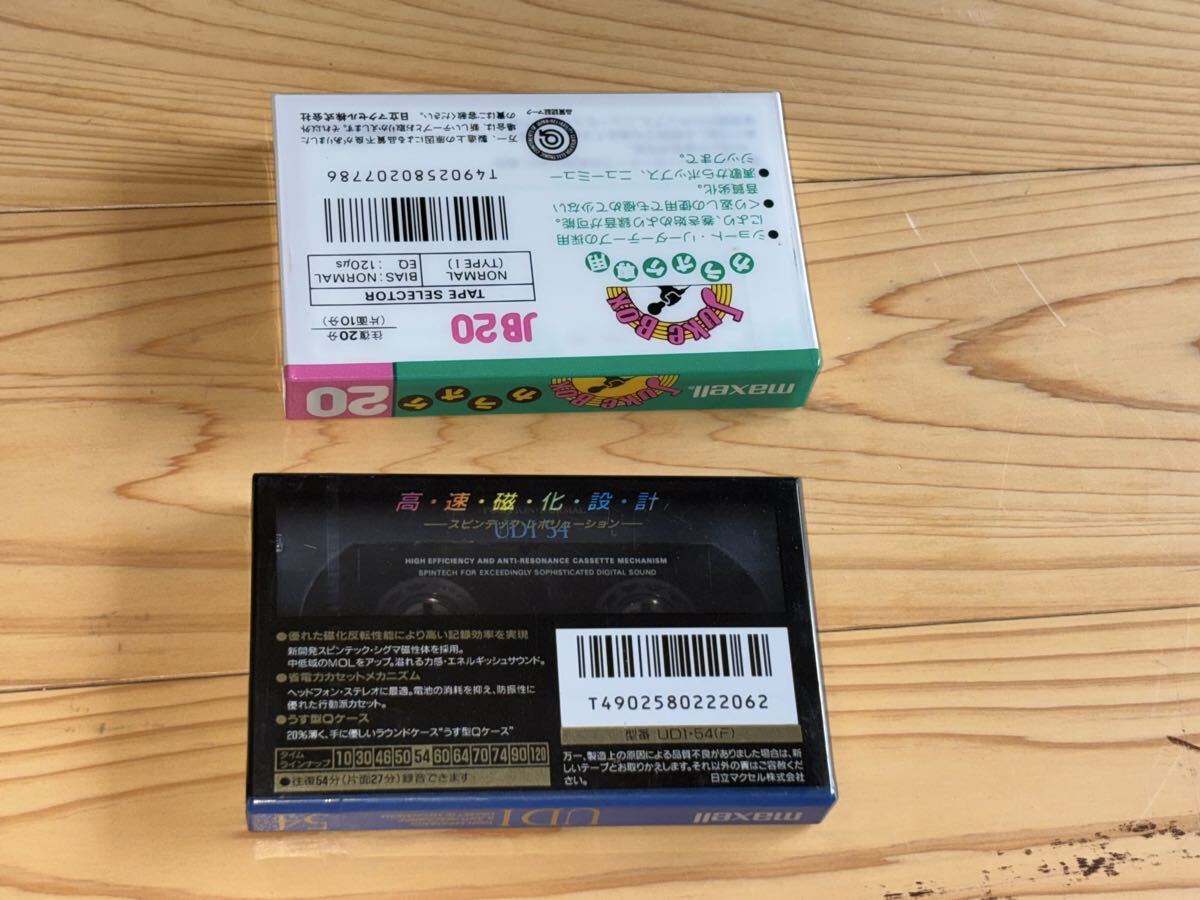 maxell
Juke Box
カラオケ
20
Juke Box
カラオケ専用
JB20
往復20分
(片面10分)
TAPE SELECTOR
NORMAL
(TYPE I)
BIAS:NORMAL
EQ :120μs
●ショート・リーダーテープの採用
により、巻き始めより録音が可能。
●くり返しの使用でも極めて少ない
音質劣化。
●演歌からポップス、ニューミュー
ジックまで。
T4902580207786
品質認証マーク
万一、製造上の原因による品質不良がありました
場合は、新しいテープとお取りかえします。それ以外
の責はご容赦ください。 日立マクセル株式会社
高・速・磁・化・設・計
スピンテック・レボリューション
UDI 54
HIGH EFFICIENCY AND ANTI-RESONANCE CASSETTE MECHANISM
SPINTECH FOR EXCEEDINGLY SOPHISTICATED DIGITAL SOUND
●優れた磁化反転性能により高い記録効率を実現
新開発スピンテック・シグマ磁性体を採用。
中低域のMOLをアップ。溢れる力感・エネルギッシュサウンド。
●省電力カセットメカニズム
ヘッドフォン・ステレオに最適。電池の消耗を抑え、防振性に
優れた行動派カセット。
●うす型Qケース
20%薄く、手に優しいラウンドケース“うす型Qケース”
タイム
ラインナップ
10 30 46 50 54 60 64 70 74 90 120
●往復54分(片面27分)録音できます
T4902580222062
型番 UD1・54(F)
万一、製造上の原因による品質不良がありました場合は、新
しいテープとお取りかえします。それ以外の責はご容赦くだ
さい。 日立マクセル株式会社
maxell
UDI
54